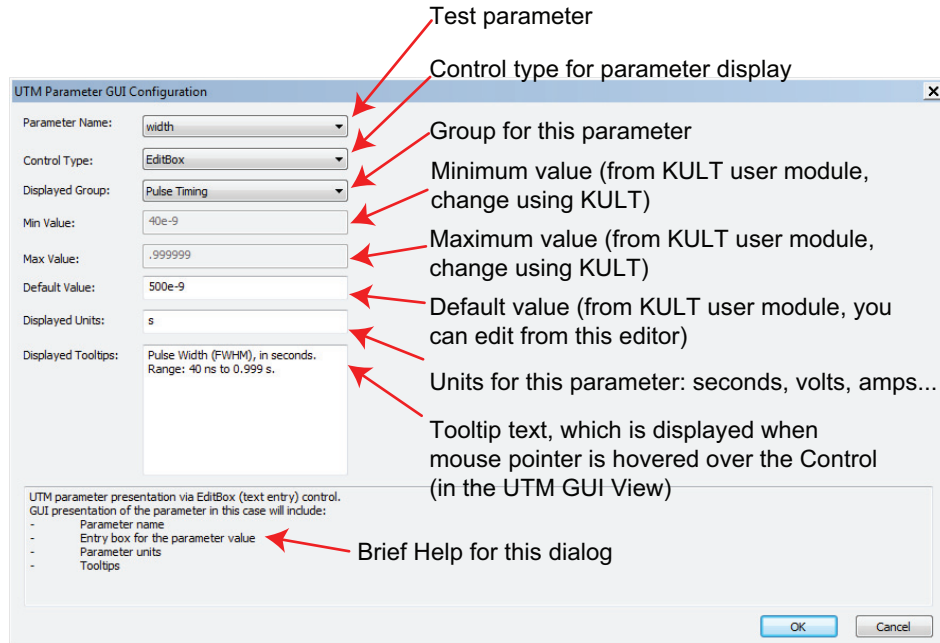 Test parameter
Control type for parameter display
UTM Parameter GUI Configuration
Parameter Name:
width
Group for this parameter
Control Type:
EditBox
Displayed Group:
Pulse Timing
Minimum value (from KULT user module,
change using KULT)
Min Value:
40e-9
Maximum value (from KULT user module,
change using KULT)
Max Value:
.999999
Default Value:
500e-9
Default value (from KULT user module, you
can edit from this editor)
Displayed Units:
s
Displayed Tooltips:
Pulse Width (FWHM), in seconds.
Range: 40 ns to 0.999 s.
Units for this parameter: seconds, volts, amps...
Tooltip text, which is displayed when
mouse pointer is hovered over the Control
(in the UTM GUI View)
UTM parameter presentation via EditBox (text entry) control.
GUI presentation of the parameter in this case will include:
- Parameter name
- Entry box for the parameter value
- Parameter units
- Tooltips
Brief Help for this dialog
OK
Cancel